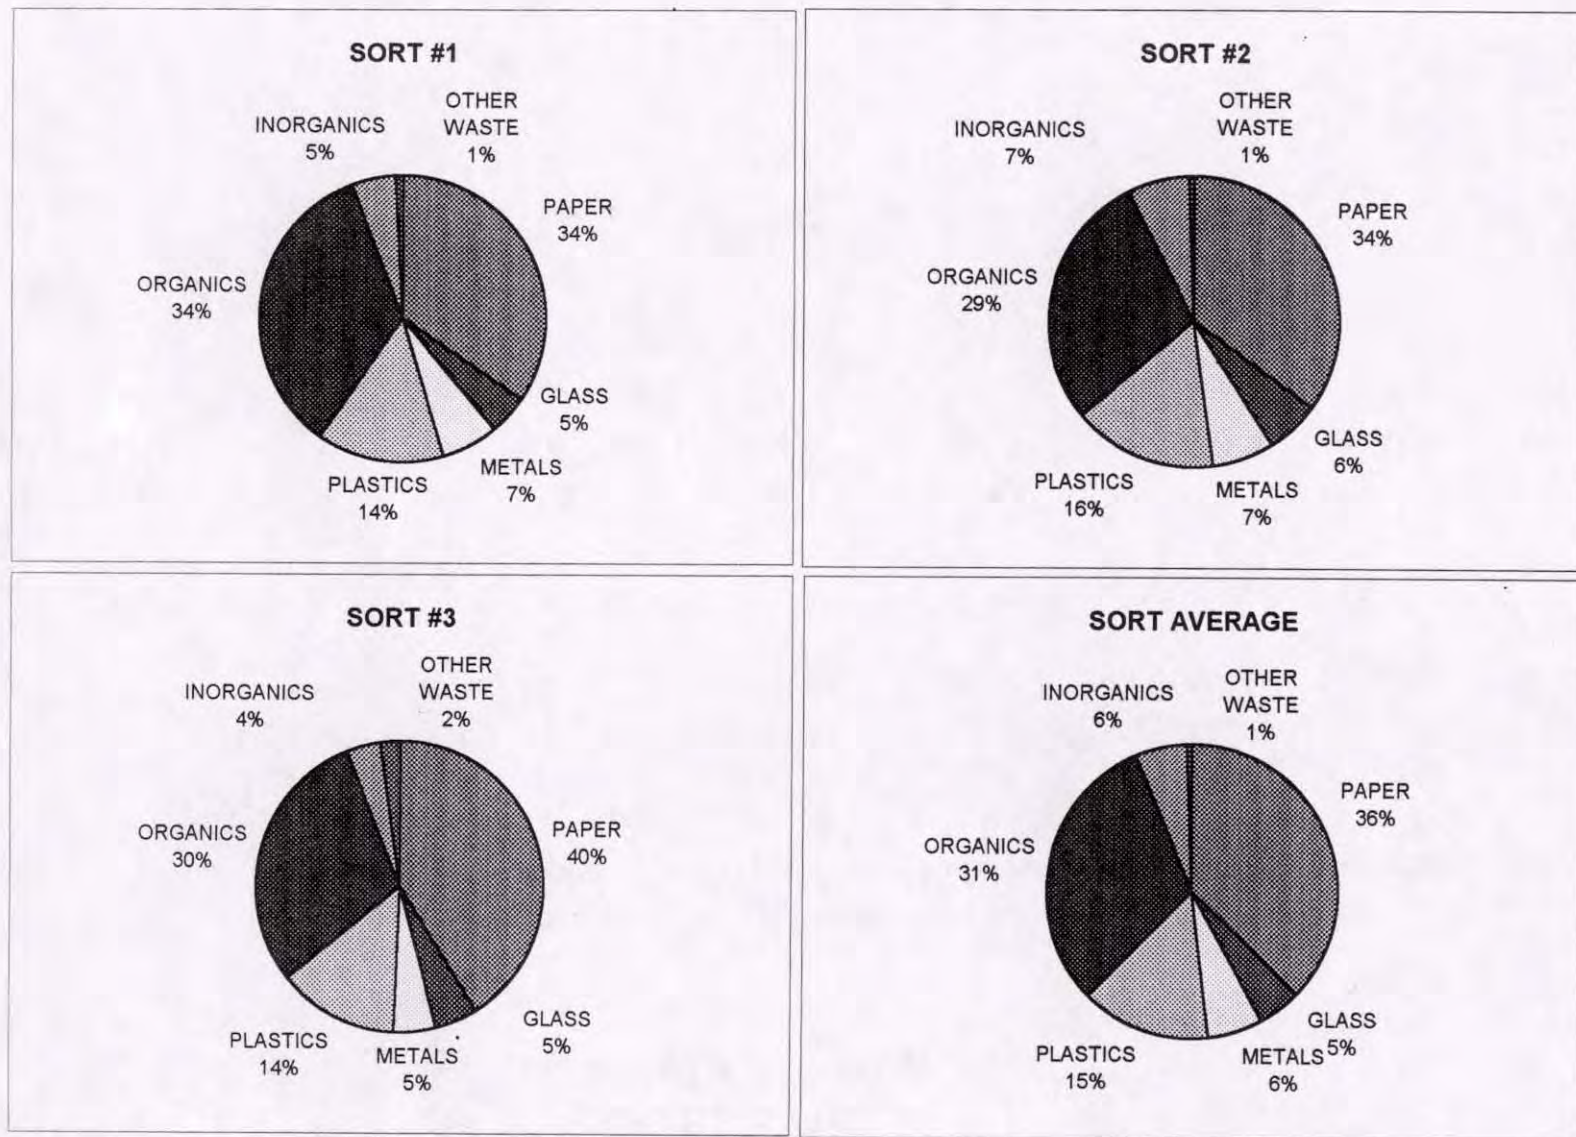 SORT #1
OTHER
WASTE
1%
INORGANICS
5%
PAPER
34%
ORGANICS
34%
GLASS
5%
METALS
7%
PLASTICS
14%
SORT #2
OTHER
WASTE
1%
INORGANICS
7%
PAPER
34%
ORGANICS
29%
GLASS
6%
METALS
7%
PLASTICS
16%
SORT #3
OTHER
WASTE
2%
INORGANICS
4%
PAPER
40%
ORGANICS
30%
GLASS
5%
METALS
5%
PLASTICS
14%
SORT AVERAGE
OTHER
WASTE
1%
INORGANICS
6%
PAPER
36%
ORGANICS
31%
GLASS
5%
METALS
6%
PLASTICS
15%